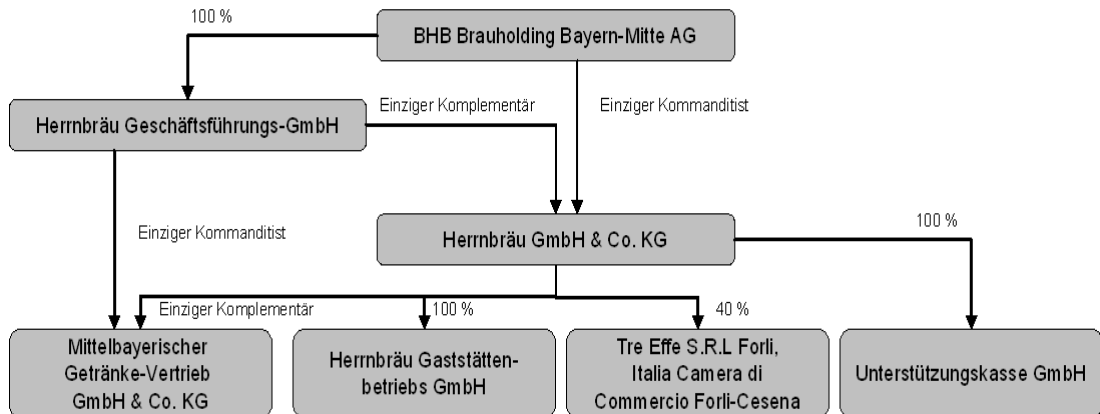 100 %
BHB Brauholding Bayern-Mitte AG
Einziger Komplementär
Einziger Kommanditist
Herrnbräu Geschäftsführungs-GmbH
Einziger Kommanditist
Herrnbräu GmbH & Co. KG
100 %
Einziger Komplementär
100 %
40 %
Mittelbayerischer
Getränke-Vertrieb
GmbH & Co. KG
Herrnbräu Gaststätten-
betriebs GmbH
Tre Effe S.R.L Forli,
Italia Camera di
Commercio Forli-Cesena
Unterstützungskasse GmbH